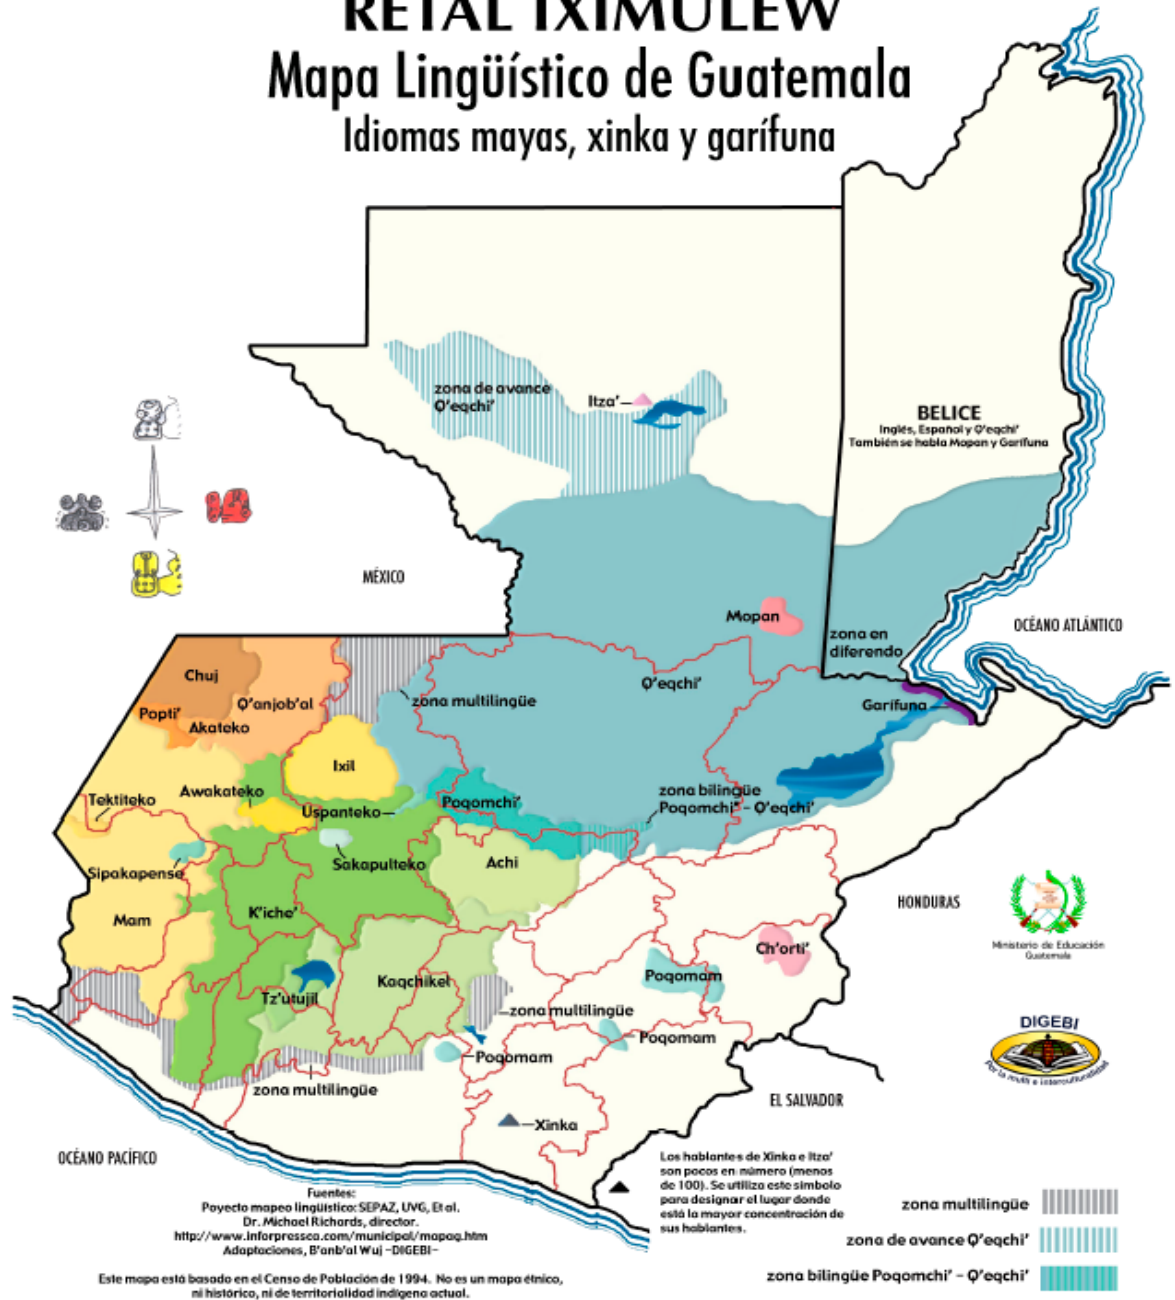 RETAL IXIMULEW
Mapa Lingüístico de Guatemala
Idiomas mayas, xinka y garífuna
zona de avance
Q'eqchi'
Itza'
BELICE
Inglés, Español y Q'eqchi'
También se habla Mopan y Garífuna
MÉXICO
Mopan
zona en
diferendo
OCÉANO ATLÁNTICO
Chuj
Q'anjob'al
Popti'
Akateko
zona multilingüe
Q'eqchi'
Garífuna
Ixil
Awakateko
Tektiteko
Uspanteko
Poqomchi'
zona bilingüe
Poqomchi' - Q'eqchi'
Sipakapense
Sakapulteko
Achi
Mam
K'iche'
HONDURAS
Ministerio de Educación
Guatemala
Ch'orti'
Poqomam
Kaqchikel
Tz'utujil
zona multilingüe
Poqomam
Poqomam
DIGEBI
Por la multi e interculturalidad
zona multilingüe
EL SALVADOR
Xinka
OCÉANO PACÍFICO
Los hablantes de Xinka e Itza'
son pocos en número (menos
de 100). Se utiliza este símbolo
para designar el lugar donde
está la mayor concentración de
sus hablantes.
Fuentes:
Poyecto mapeo lingüístico: SEPAZ, UVG, Et al.
Dr. Michael Richards, director.
http://www.inforpressca.com/municipal/mapag.htm
Adaptaciones, B'anb'al Wuj -DIGEBI-
Este mapa está basado en el Censo de Población de 1994. No es un mapa étnico,
ni histórico, ni de territorialidad indígena actual.
zona multilingüe
zona de avance Q'eqchi'
zona bilingüe Poqomchi' - Q'eqchi'